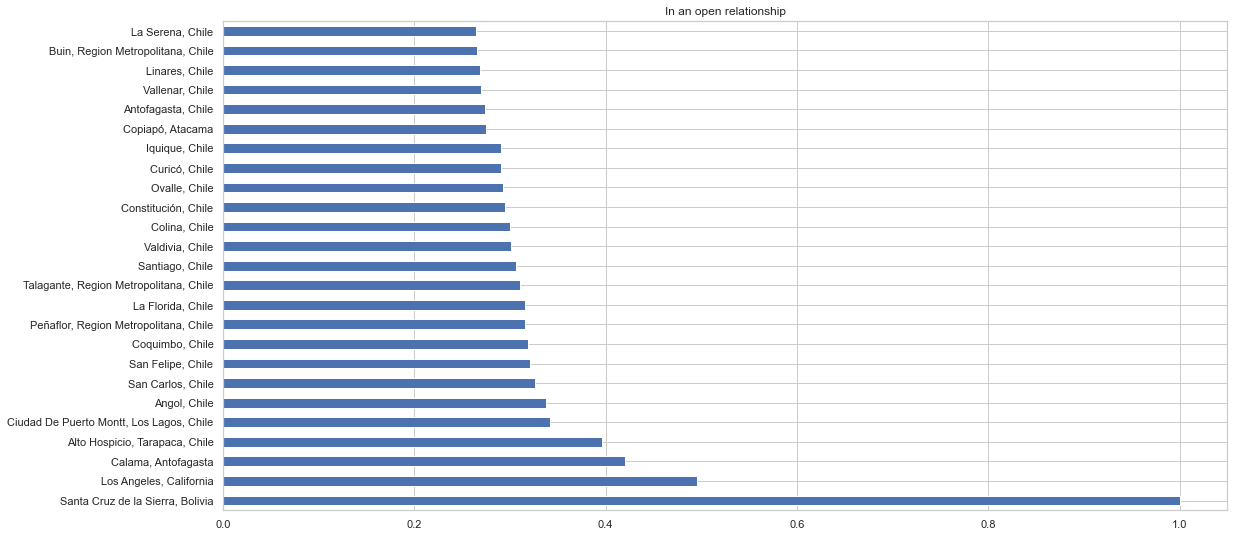 In an open relationship
La Serena, Chile
Buin, Region Metropolitana, Chile
Linares, Chile
Vallenar, Chile
Antofagasta, Chile
Copiapó, Atacama
Iquique, Chile
Curicó, Chile
Ovalle, Chile
Constitución, Chile
Colina, Chile
Valdivia, Chile
Santiago, Chile
Talagante, Region Metropolitana, Chile
La Florida, Chile
Peñaflor, Region Metropolitana, Chile
Coquimbo, Chile
San Felipe, Chile
San Carlos, Chile
Angol, Chile
Ciudad De Puerto Montt, Los Lagos, Chile
Alto Hospicio, Tarapaca, Chile
Calama, Antofagasta
Los Angeles, California
Santa Cruz de la Sierra, Bolivia
0.0 0.2 0.4 0.6 0.8 1.0